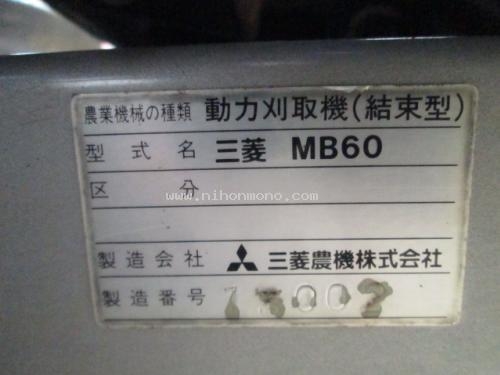 農業機械の種類 動力刈取機(結束型)
型式名 三菱 MB60
区分
www.nihonmono.com
製造会社 三菱農機株式会社
製造番号